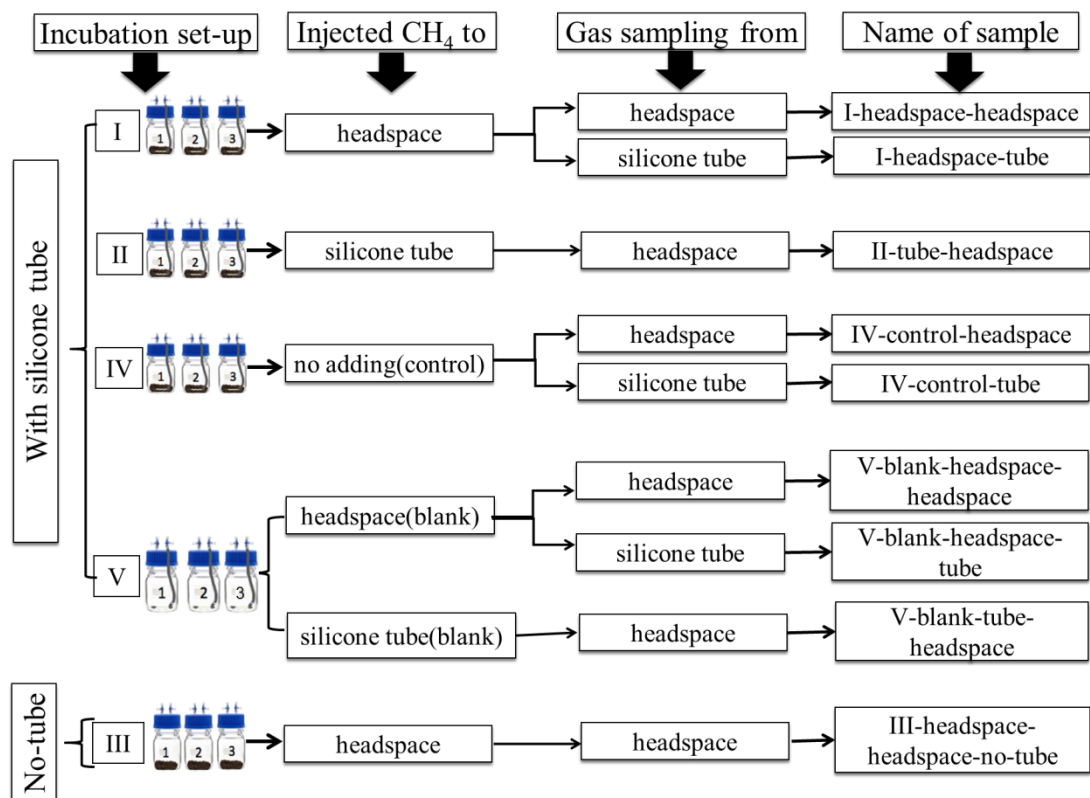 Incubation set-up
Injected CH₄ to
Gas sampling from
Name of sample
With silicone tube
I
1 2 3
headspace
headspace
I-headspace-headspace
silicone tube
I-headspace-tube
II
1 2 3
silicone tube
headspace
II-tube-headspace
IV
1 2 3
no adding(control)
headspace
IV-control-headspace
silicone tube
IV-control-tube
V
1 2 3
headspace(blank)
headspace
V-blank-headspace-
headspace
silicone tube
V-blank-headspace-
tube
silicone tube(blank)
headspace
V-blank-tube-
headspace
No-tube
III
1 2 3
headspace
headspace
III-headspace-
headspace-no-tube